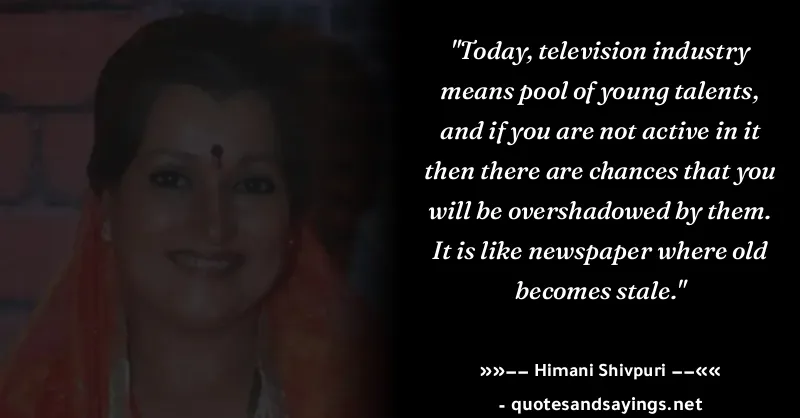 "Today, television industry
means pool of young talents,
and if you are not active in it
then there are chances that you
will be overshadowed by them.
It is like newspaper where old
becomes stale."
»»—— Himani Shivpuri ——««
- quotesandsayings.net